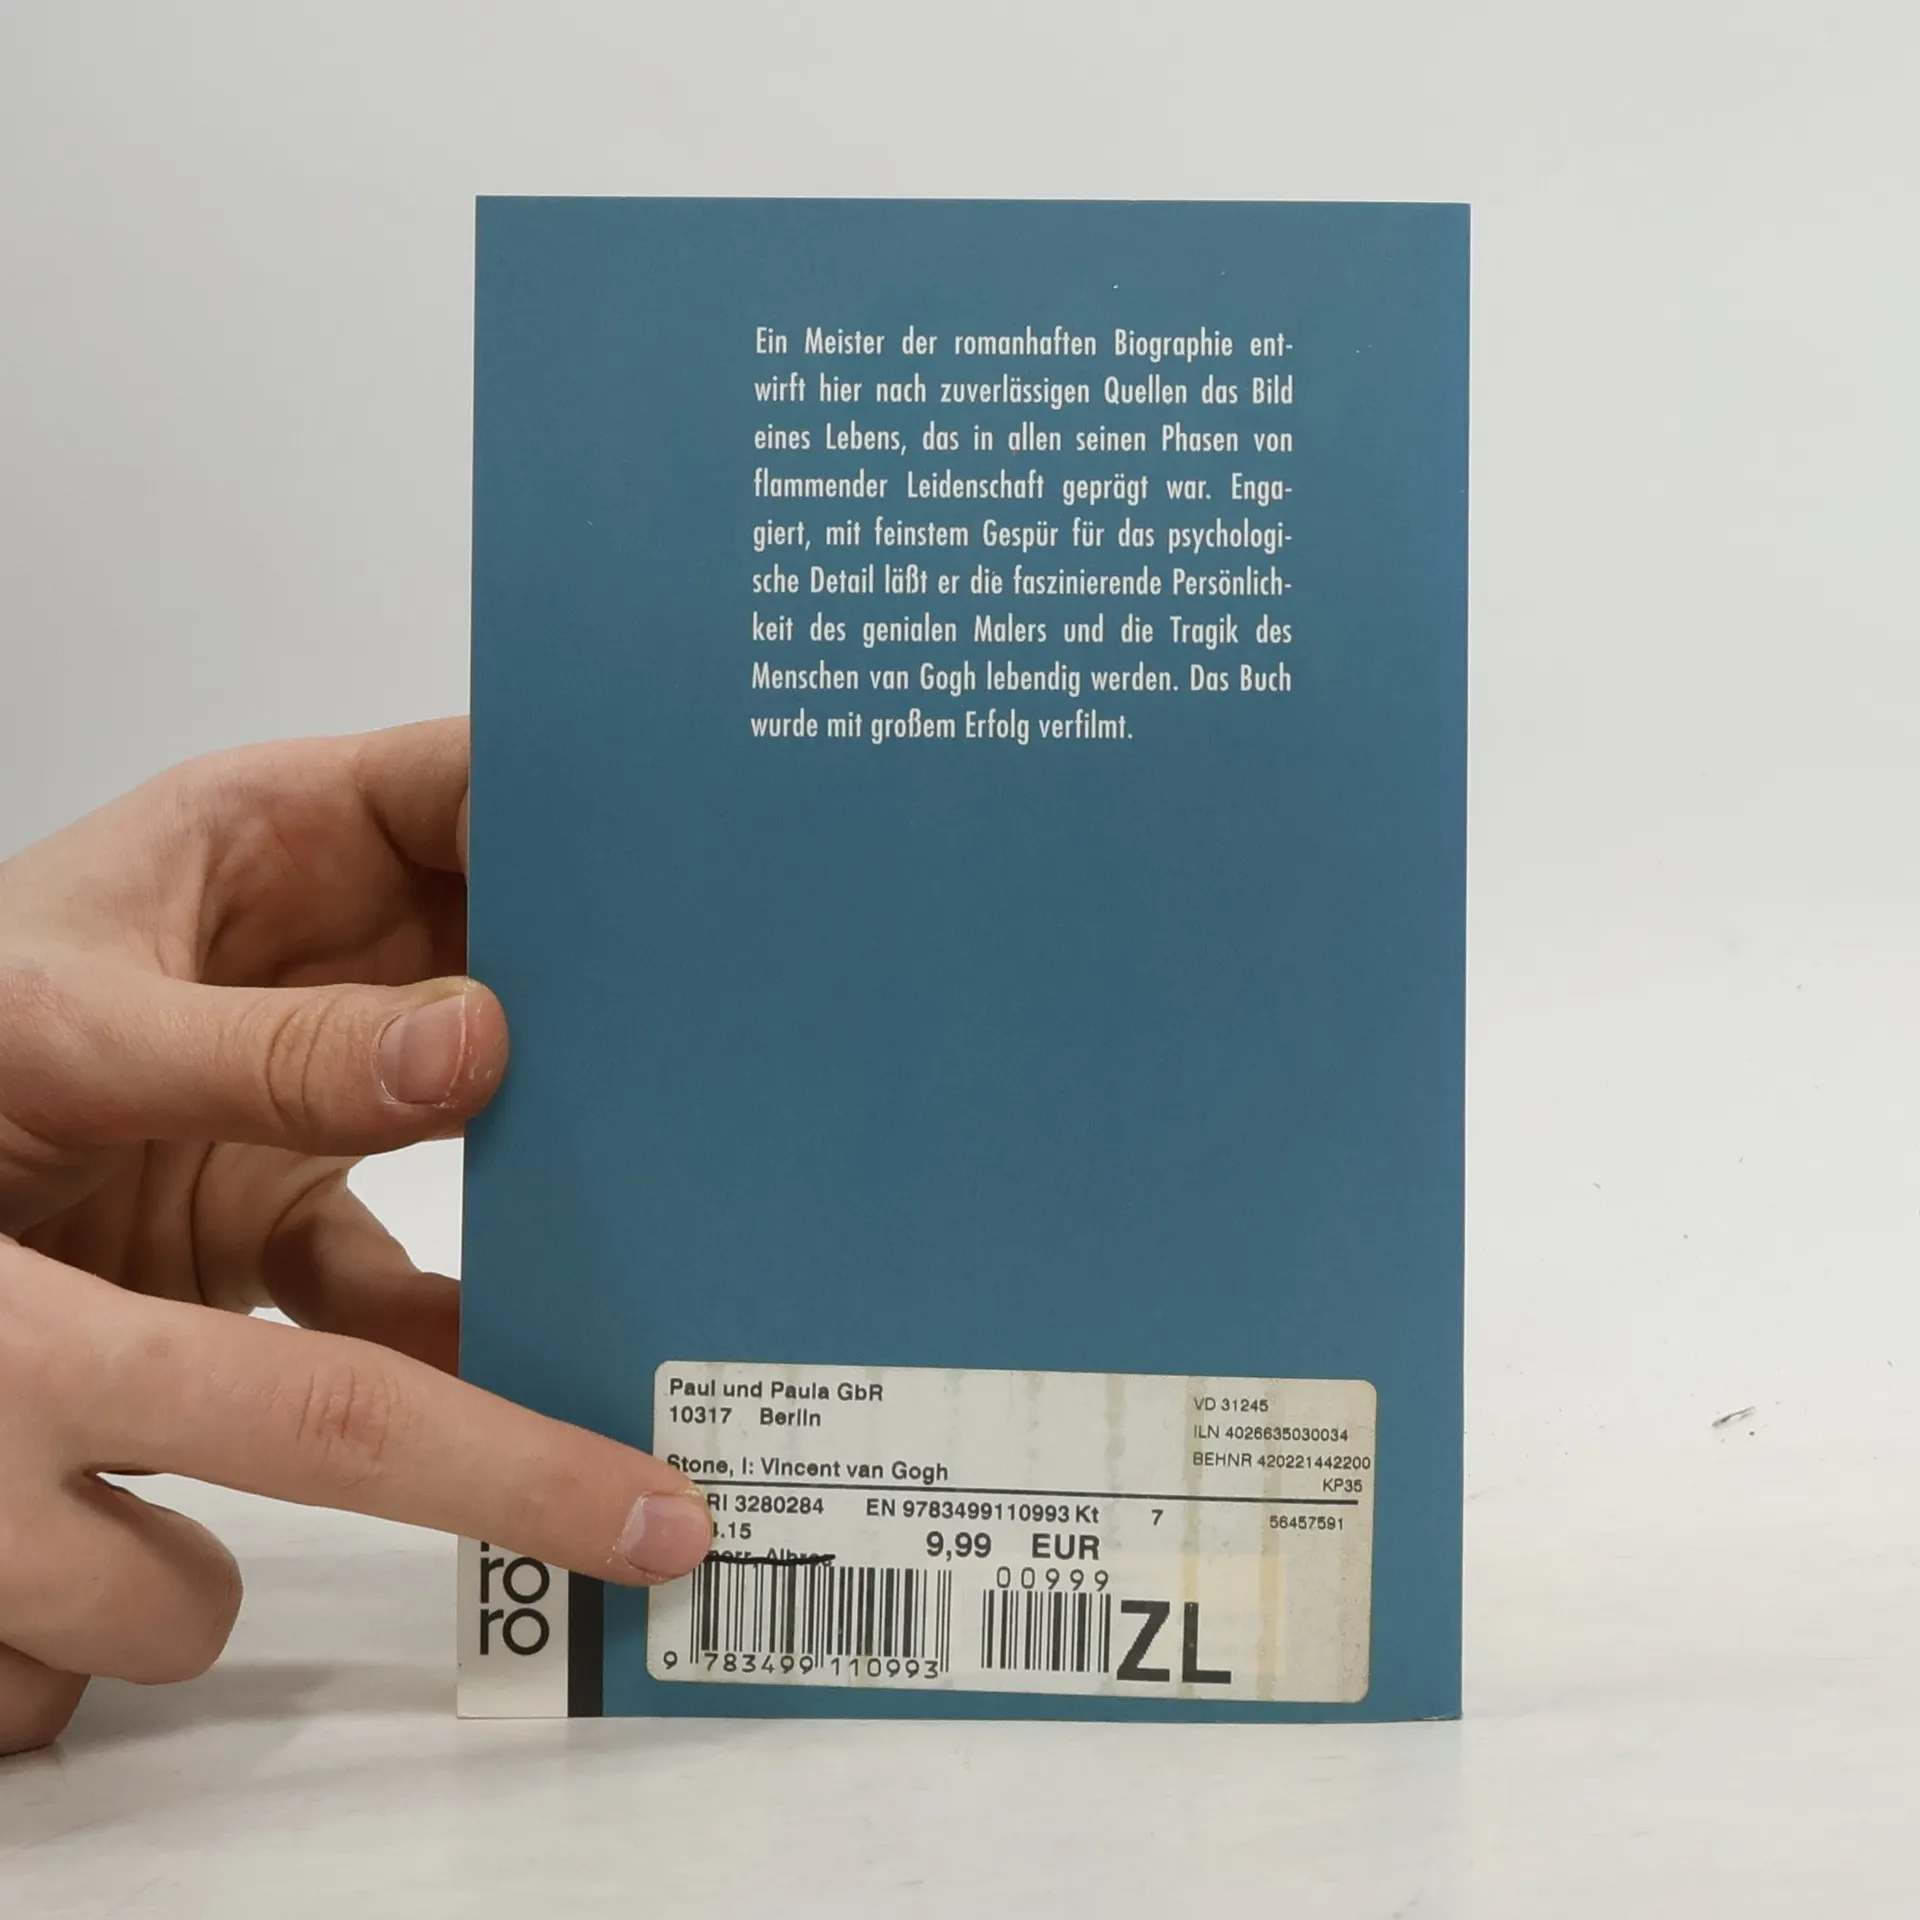 Ein Meister der romanhaften Biographie ent-
wirft hier nach zuverlässigen Quellen das Bild
eines Lebens, das in allen seinen Phasen von
flammender Leidenschaft geprägt war. Enga-
giert, mit feinstem Gespür für das psychologi-
sche Detail läßt er die faszinierende Persönlich-
keit des genialen Malers und die Tragik des
Menschen van Gogh lebendig werden. Das Buch
wurde mit großem Erfolg verfilmt.
Paul und Paula GbR
10317 Berlin
VD 31245
ILN 4026635030034
BEHNR 420221442200
KP35
Stone, I: Vincent van Gogh
RI 3280284 EN 9783499110993 Kt 7 56457591
.15
9,99 EUR
00999
ZL
9 783499 110993
ro
ro